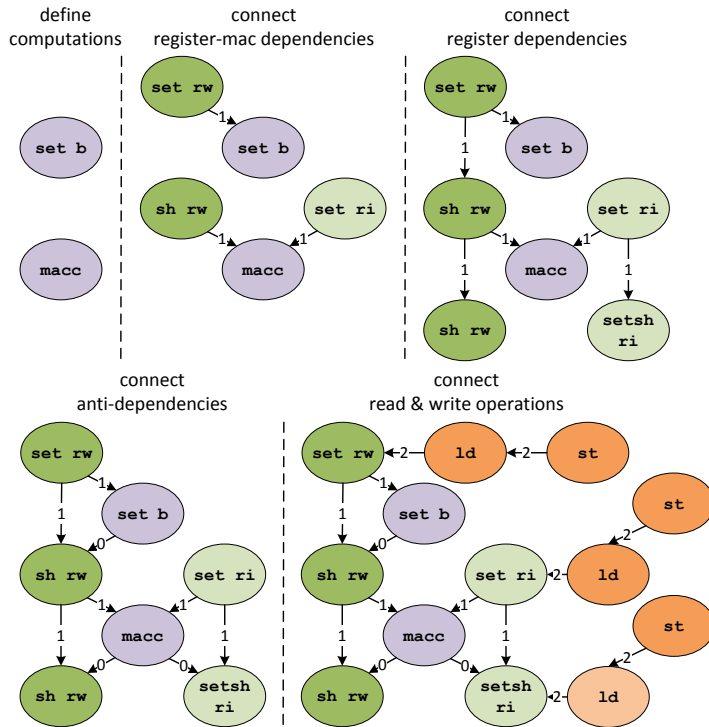 define
computations
connect
register-mac dependencies
connect
register dependencies
set b
macc
set rw
1
set b
sh rw
set ri
1
1
macc
set rw
1
set b
1
sh rw
set ri
1
1
macc
1
1
sh rw
setsh
ri
connect
anti-dependencies
connect
read & write operations
set rw
1
set b
1
0
sh rw
set ri
1
1
macc
1
1
0
0
sh rw
setsh
ri
set rw
2
ld
2
st
1
set b
1
0
st
2
sh rw
set ri
2
ld
1
1
macc
st
1
1
0
0
2
sh rw
setsh
ri
2
ld